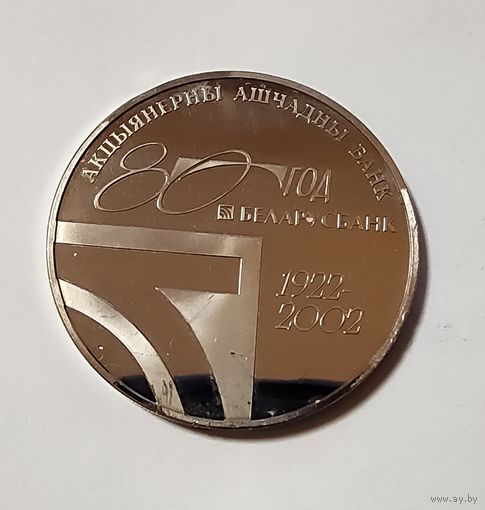 АКЦЫЯНЕРНЫ АШЧАДНЫ БАНК
80 ГОД
БЕЛАРУСБАНК
1922-
2002
www.ay.by